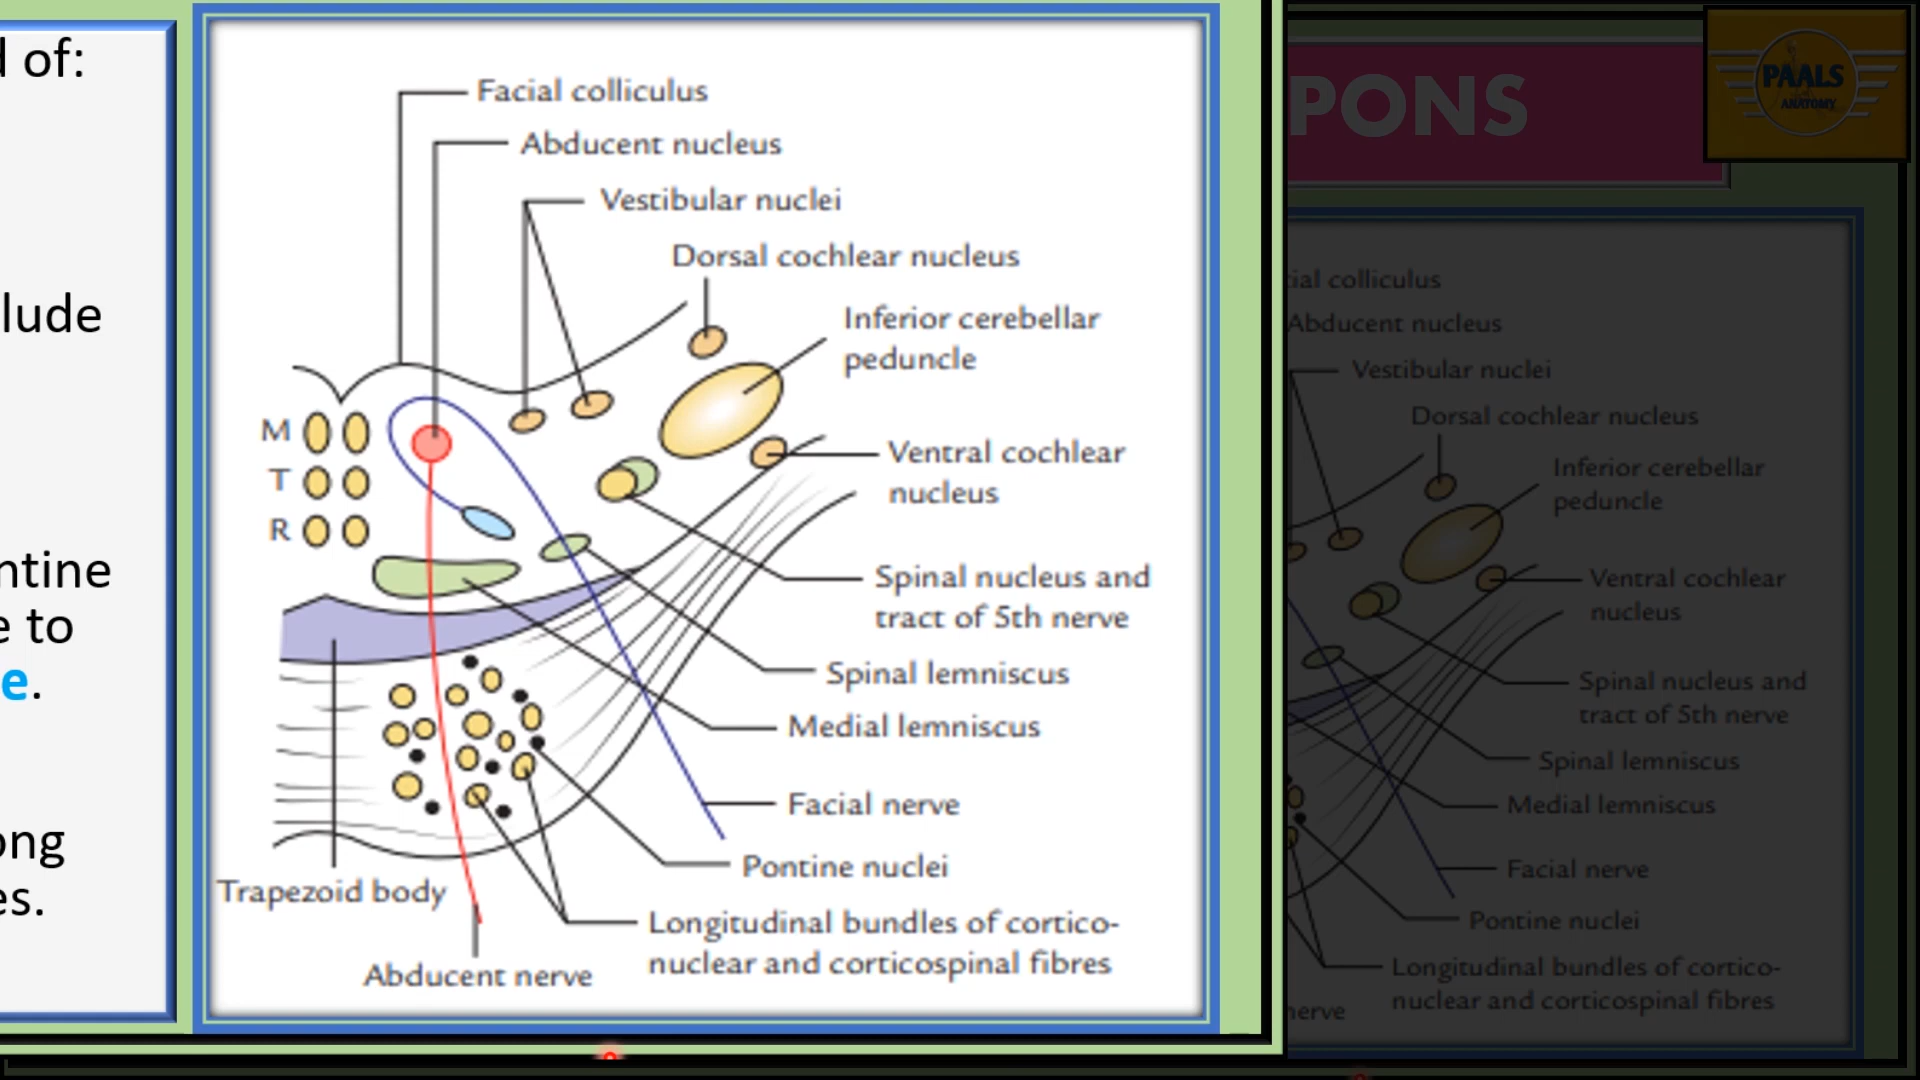 d of:
lude
ntine
e to
e.
ong
es.
Facial colliculus
Abducent nucleus
Vestibular nuclei
Dorsal cochlear nucleus
Inferior cerebellar
peduncle
M
T
R
Ventral cochlear
nucleus
Spinal nucleus and
tract of 5th nerve
Spinal lemniscus
Medial lemniscus
Facial nerve
Pontine nuclei
Trapezoid body
Longitudinal bundles of cortico-
nuclear and corticospinal fibres
Abducent nerve
PONS
PAALS
ANATOMY
cial colliculus
Abducent nucleus
Vestibular nuclei
Dorsal cochlear nucleus
Inferior cerebellar
peduncle
Ventral cochlear
nucleus
Spinal nucleus and
tract of 5th nerve
Spinal lemniscus
Medial lemniscus
Facial nerve
Pontine nuclei
Longitudinal bundles of cortico-
nuclear and corticospinal fibres
nerve